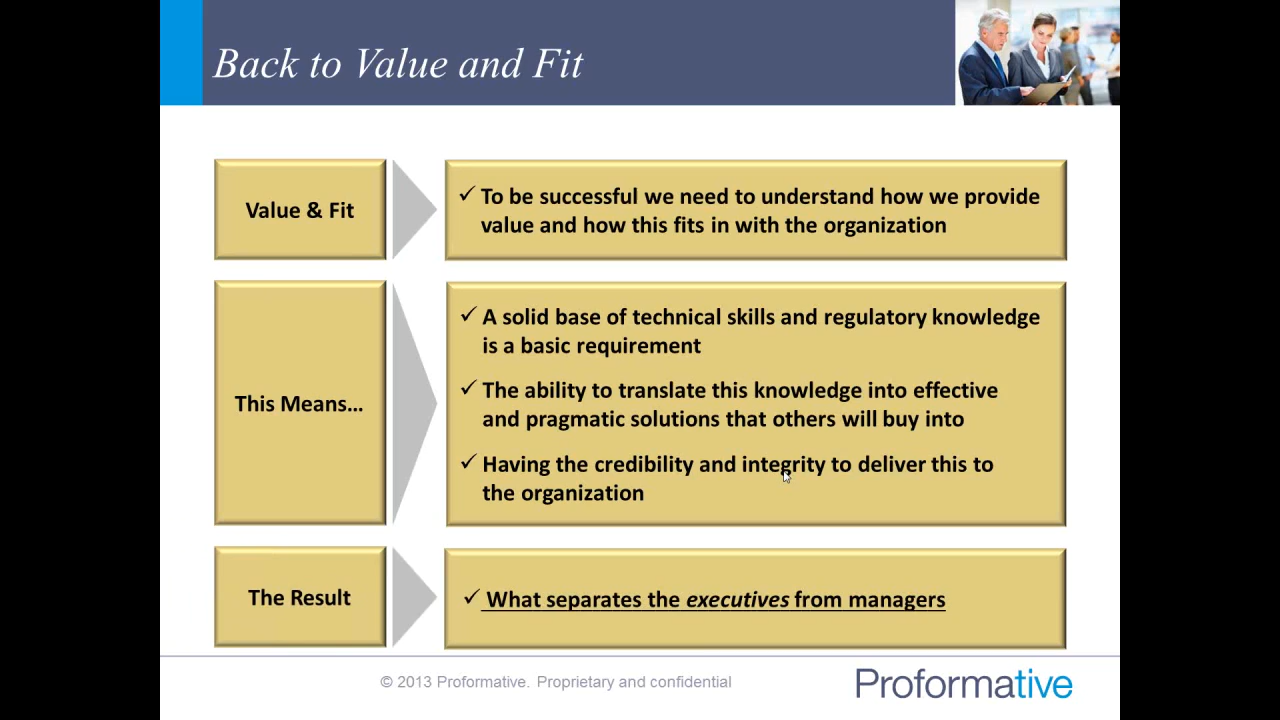 Back to Value and Fit
Value & Fit
✓ To be successful we need to understand how we provide
value and how this fits in with the organization
This Means…
✓ A solid base of technical skills and regulatory knowledge
is a basic requirement
✓ The ability to translate this knowledge into effective
and pragmatic solutions that others will buy into
✓ Having the credibility and integrity to deliver this to
the organization
The Result
✓ What separates the executives from managers
© 2013 Proformative. Proprietary and confidential
Proformative